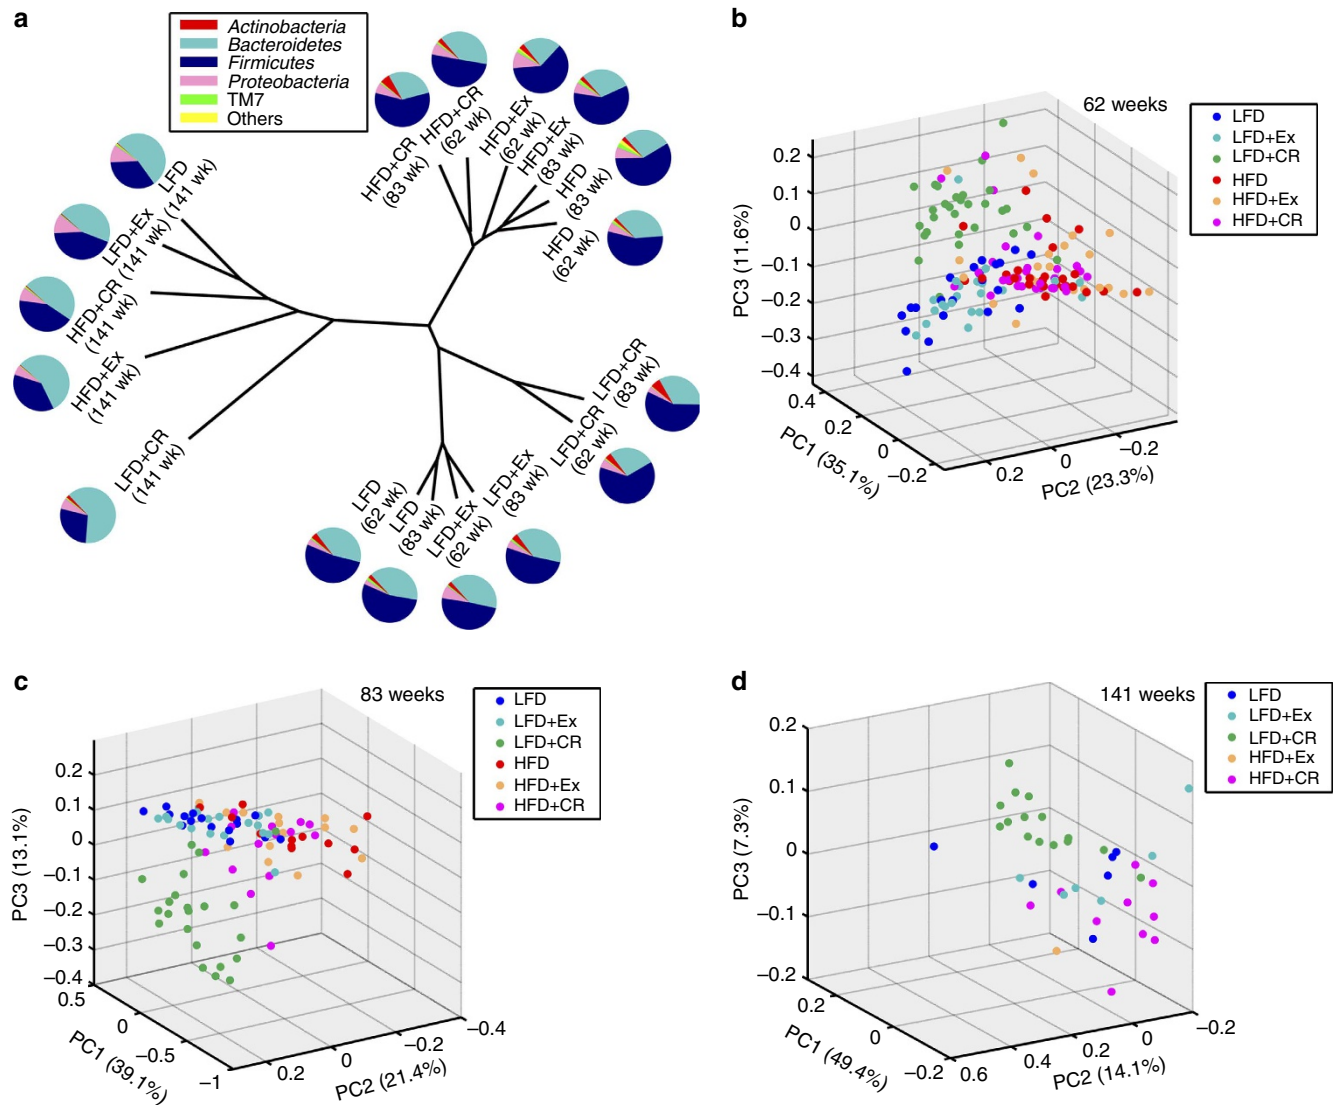 a
Actinobacteria
Bacteroidetes
Firmicutes
Proteobacteria
TM7
Others
HFD+CR
(83 wk)
HFD+CR
(62 wk)
HFD+Ex
(62 wk)
HFD+Ex
(83 wk)
HFD
(83 wk)
HFD
(62 wk)
LFD
(141 wk)
LFD+Ex
(141 wk)
HFD+CR
(141 wk)
HFD+Ex
(141 wk)
LFD+CR
(141 wk)
LFD+CR
(83 wk)
LFD+CR
(62 wk)
LFD
(62 wk)
LFD
(83 wk)
LFD+Ex
(62 wk)
LFD+Ex
(83 wk)
b
62 weeks
LFD
LFD+Ex
LFD+CR
HFD
HFD+Ex
HFD+CR
PC3 (11.6%)
0.2
0.1
0
−0.1
−0.2
−0.3
−0.4
0.4
0.2
0
−0.2
PC1 (35.1%)
0.2
0
−0.2
PC2 (23.3%)
c
83 weeks
LFD
LFD+Ex
LFD+CR
HFD
HFD+Ex
HFD+CR
PC3 (13.1%)
0.2
0.1
0
−0.1
−0.2
−0.3
−0.4
0.5
0
−0.5
−1
PC1 (39.1%)
0.2
0
−0.2
−0.4
PC2 (21.4%)
d
141 weeks
LFD
LFD+Ex
LFD+CR
HFD+Ex
HFD+CR
PC3 (7.3%)
0.2
0.1
0
−0.1
−0.2
0.2
0
−0.2
PC1 (49.4%)
0.6
0.4
0.2
0
−0.2
PC2 (14.1%)